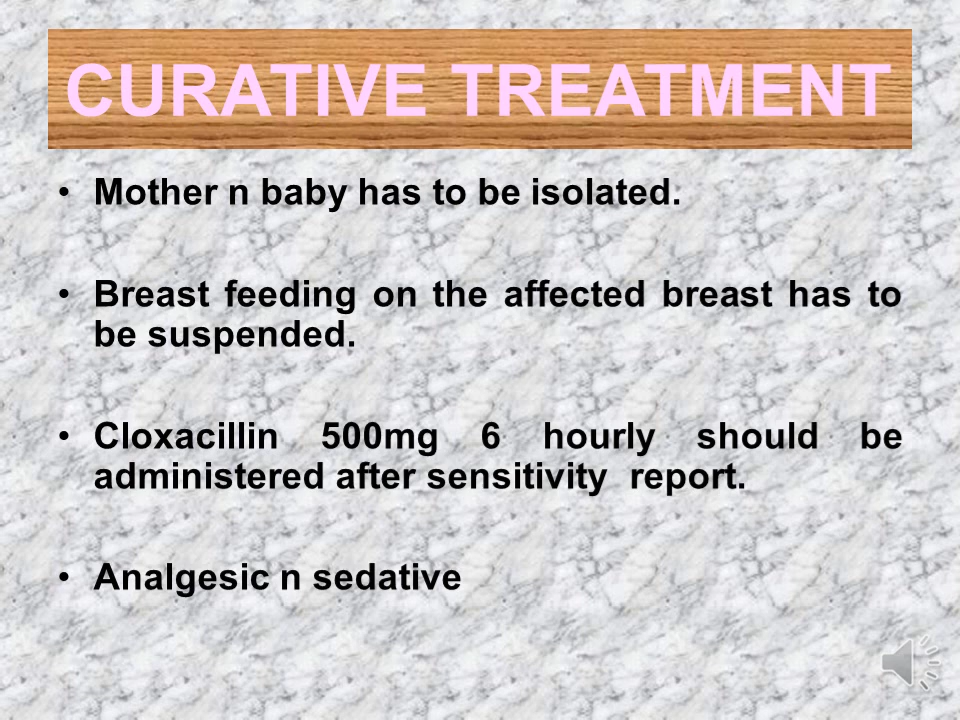 CURATIVE TREATMENT
• Mother n baby has to be isolated.
• Breast feeding on the affected breast has to
be suspended.
• Cloxacillin 500mg 6 hourly should be
administered after sensitivity report.
• Analgesic n sedative